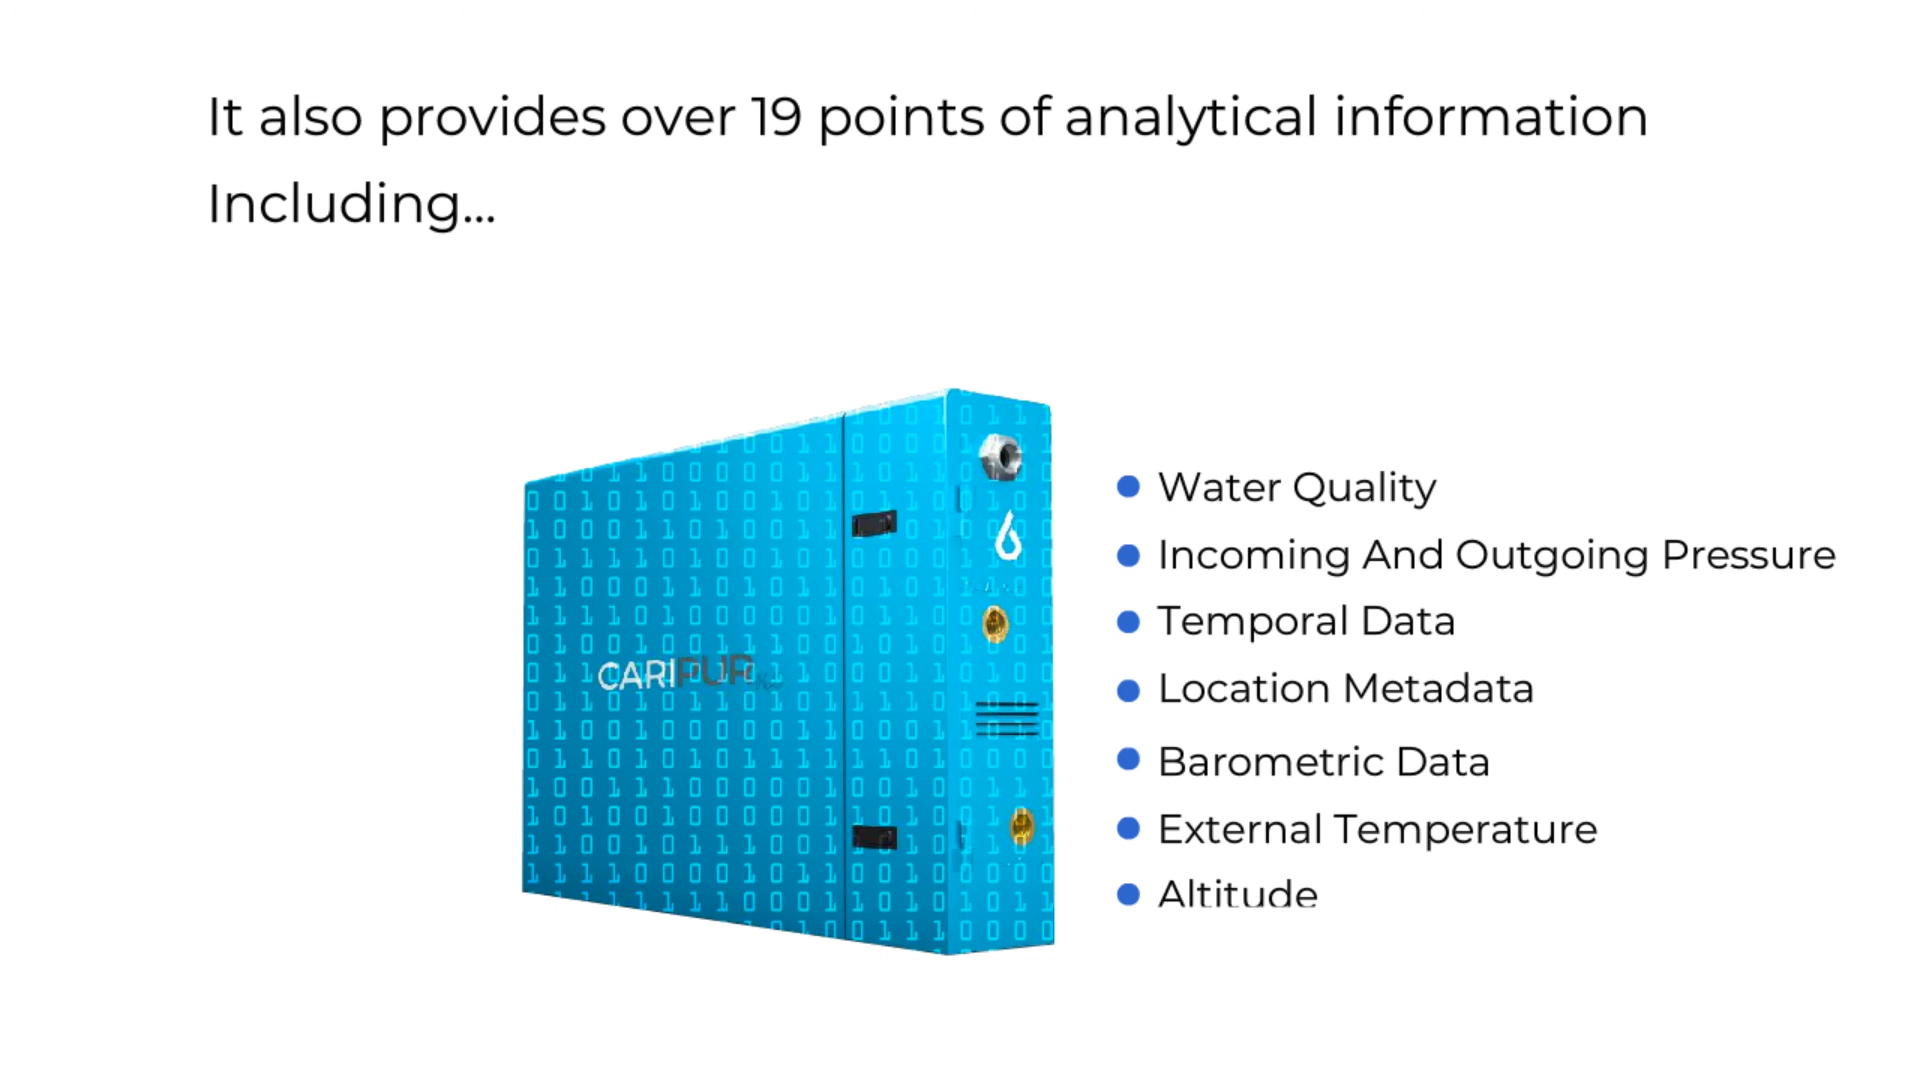 It also provides over 19 points of analytical information
Including...
CARIPUR
Water Quality
Incoming And Outgoing Pressure
Temporal Data
Location Metadata
Barometric Data
External Temperature
Altitude